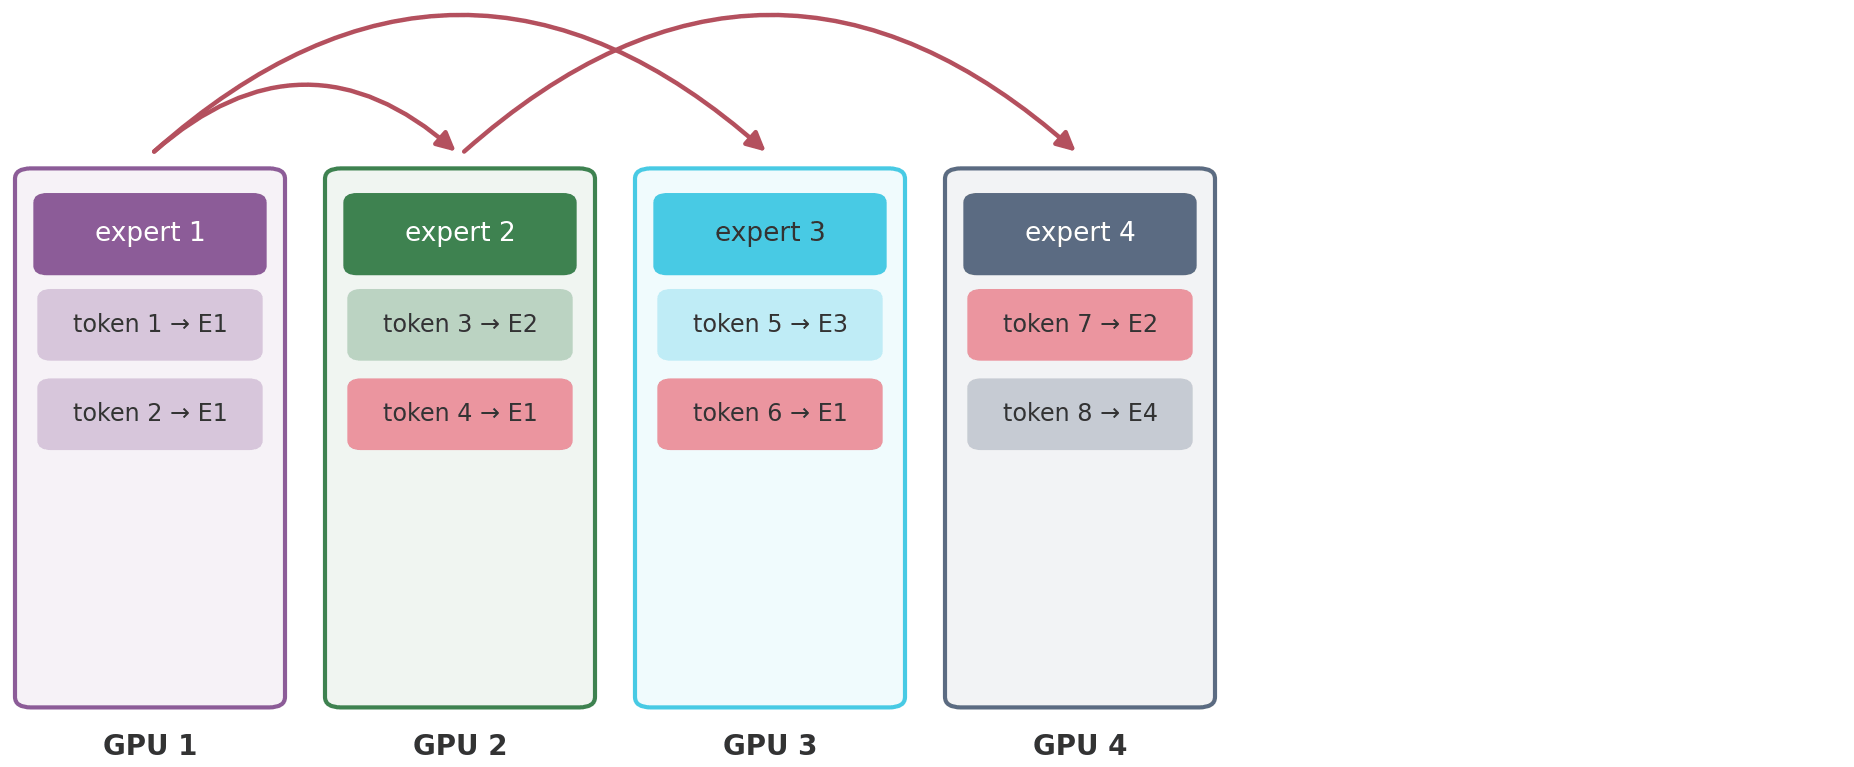 expert 1
token 1 → E1
token 2 → E1
GPU 1
expert 2
token 3 → E2
token 4 → E1
GPU 2
expert 3
token 5 → E3
token 6 → E1
GPU 3
expert 4
token 7 → E2
token 8 → E4
GPU 4